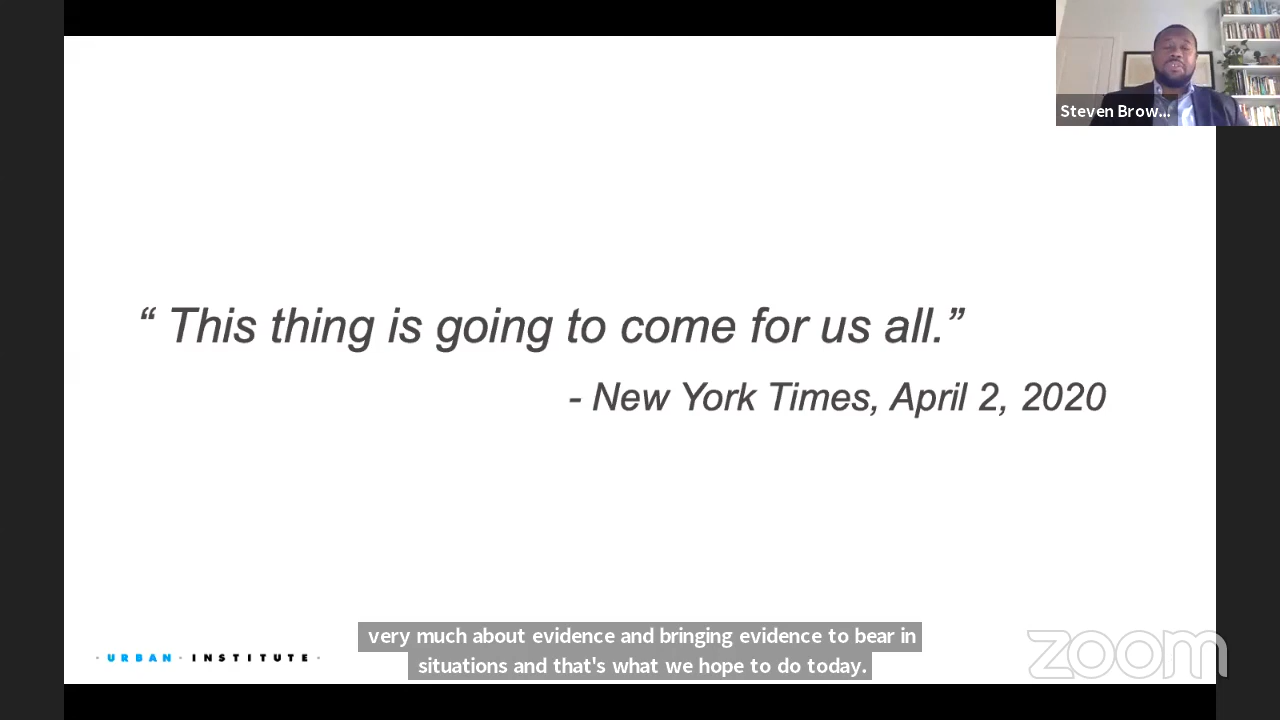 Steven Brow...
“ This thing is going to come for us all.”
- New York Times, April 2, 2020
very much about evidence and bringing evidence to bear in
situations and that's what we hope to do today.
· URBAN · INSTITUTE ·
zoom